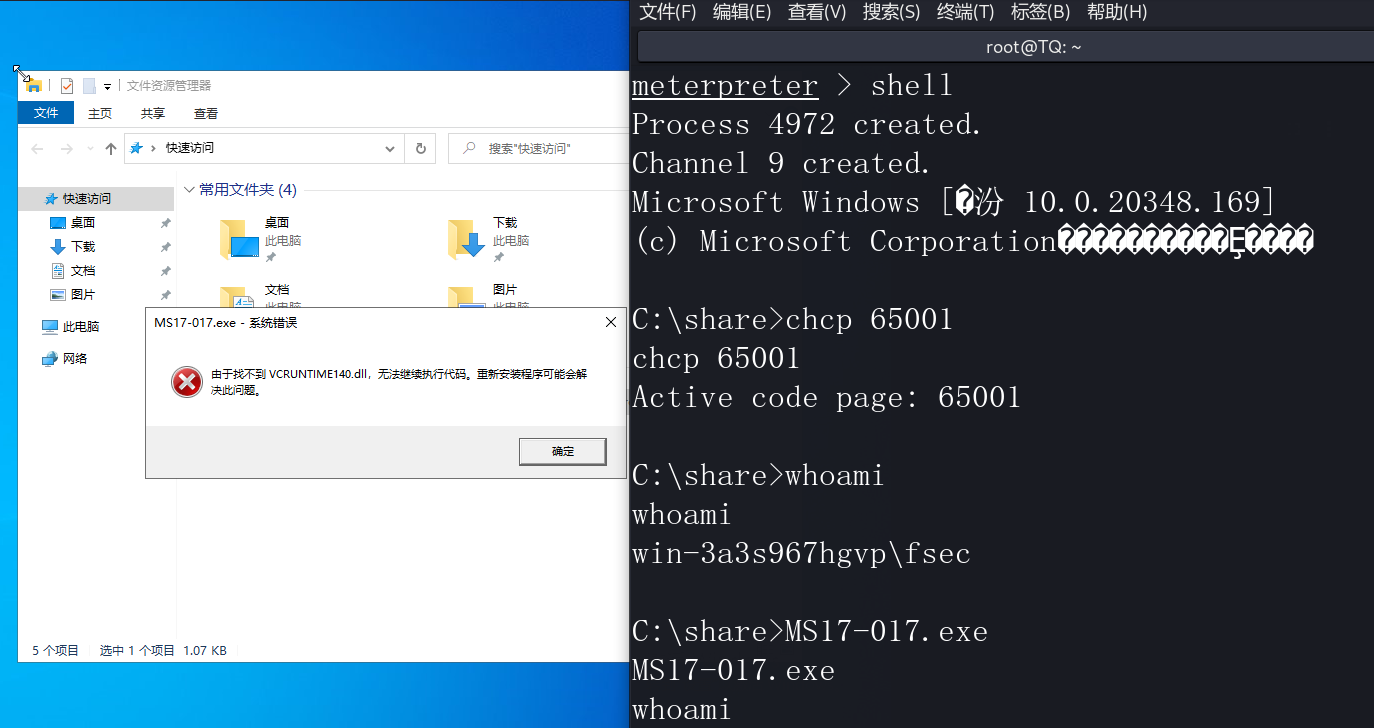 文件资源管理器
文件 主页 共享 查看
快速访问
搜索"快速访问"
快速访问
桌面
下载
文档
图片
此电脑
网络
常用文件夹 (4)
桌面
此电脑
下载
此电脑
文档
此电脑
图片
此电脑
MS17-017.exe - 系统错误
由于找不到 VCRUNTIME140.dll，无法继续执行代码。重新安装程序可能会解
决此问题。
确定
5 个项目 选中 1 个项目 1.07 KB
文件(F) 编辑(E) 查看(V) 搜索(S) 终端(T) 标签(B) 帮助(H)
root@TQ: ~
meterpreter > shell
Process 4972 created.
Channel 9 created.
Microsoft Windows [�汾 10.0.20348.169]
(c) Microsoft Corporation����������Ȩ����
C:\share>chcp 65001
chcp 65001
Active code page: 65001
C:\share>whoami
whoami
win-3a3s967hgvp\fsec
C:\share>MS17-017.exe
MS17-017.exe
whoami